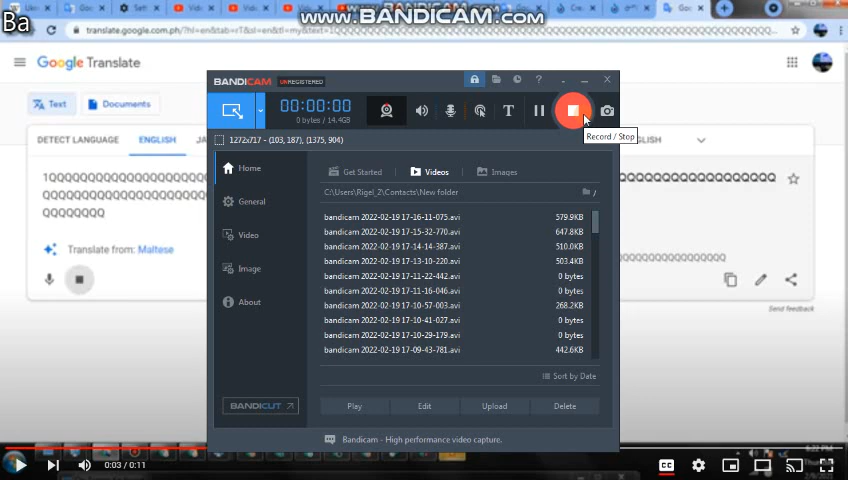 www.BANDICAM.com
Ba
translate.google.com.ph/?hl=en&tab=rT&sl=en&tl=my&text=1QQQQQQQQQ
Google Translate
Text
Documents
DETECT LANGUAGE
ENGLISH
Translate from: Maltese
Send feedback
BANDICAM UNREGISTERED
00:00:00
0 bytes / 14.4GB
Record / Stop
1272x717 - (103, 187), (1375, 904)
Home
General
Video
Image
About
BANDICUT
Get Started
Videos
Images
C:\Users\Rigel_2\Contacts\New folder
bandicam 2022-02-19 17-16-11-075.avi 579.9KB
bandicam 2022-02-19 17-15-32-770.avi 647.8KB
bandicam 2022-02-19 17-14-14-387.avi 510.0KB
bandicam 2022-02-19 17-13-10-220.avi 503.4KB
bandicam 2022-02-19 17-11-22-442.avi 0 bytes
bandicam 2022-02-19 17-11-16-046.avi 0 bytes
bandicam 2022-02-19 17-10-57-003.avi 268.2KB
bandicam 2022-02-19 17-10-41-027.avi 0 bytes
bandicam 2022-02-19 17-10-29-179.avi 0 bytes
bandicam 2022-02-19 17-09-43-781.avi 442.6KB
Sort by Date
Play
Edit
Upload
Delete
Bandicam - High performance video capture.
0:03 / 0:11
CC